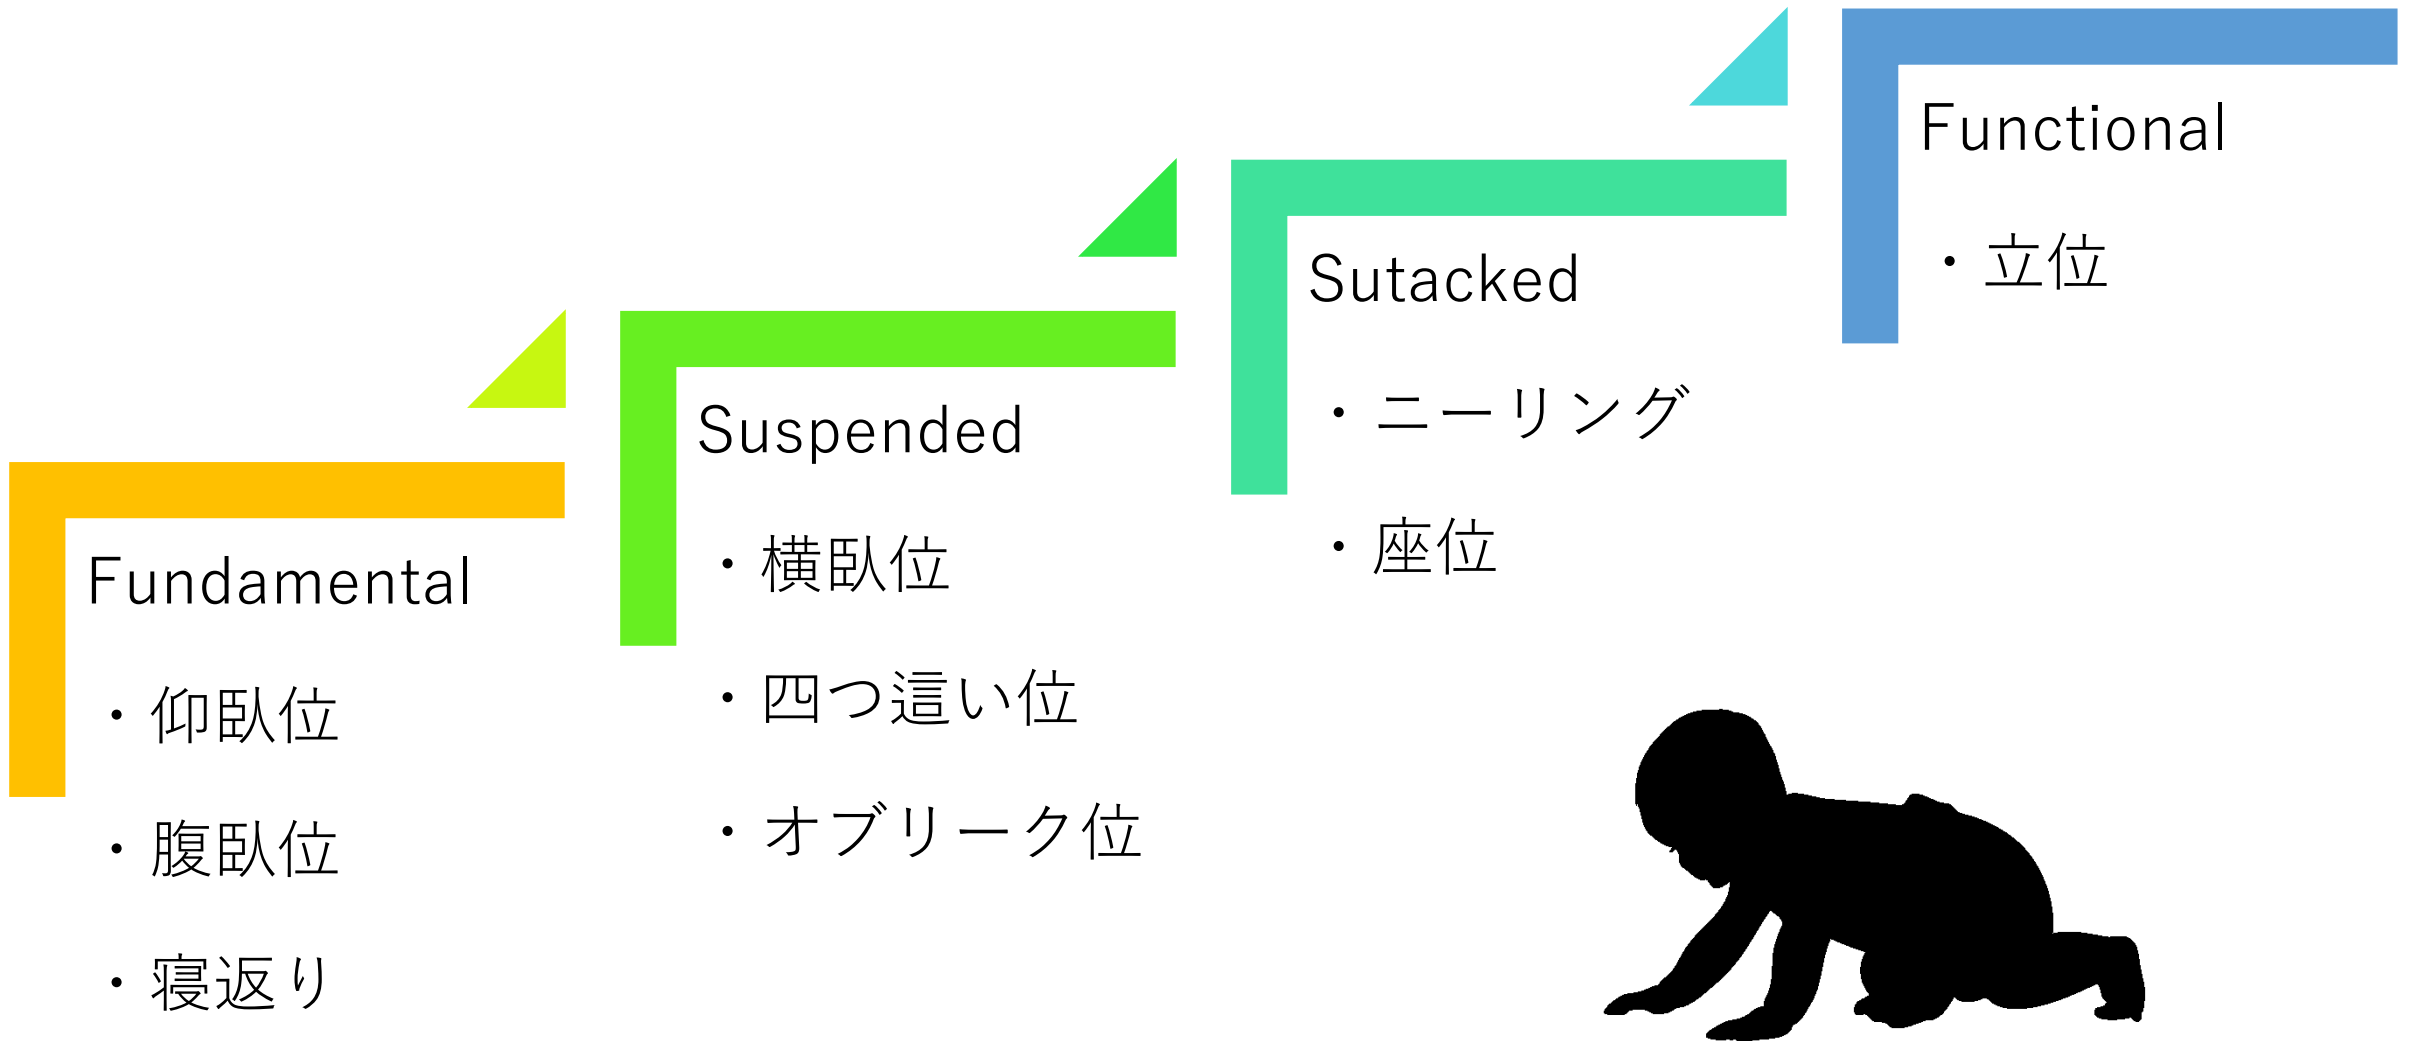 Fundamental
・仰臥位
・腹臥位
・寝返り
Suspended
・横臥位
・四つ這い位
・オブリーク位
Sutacked
・ニーリング
・座位
Functional
・立位